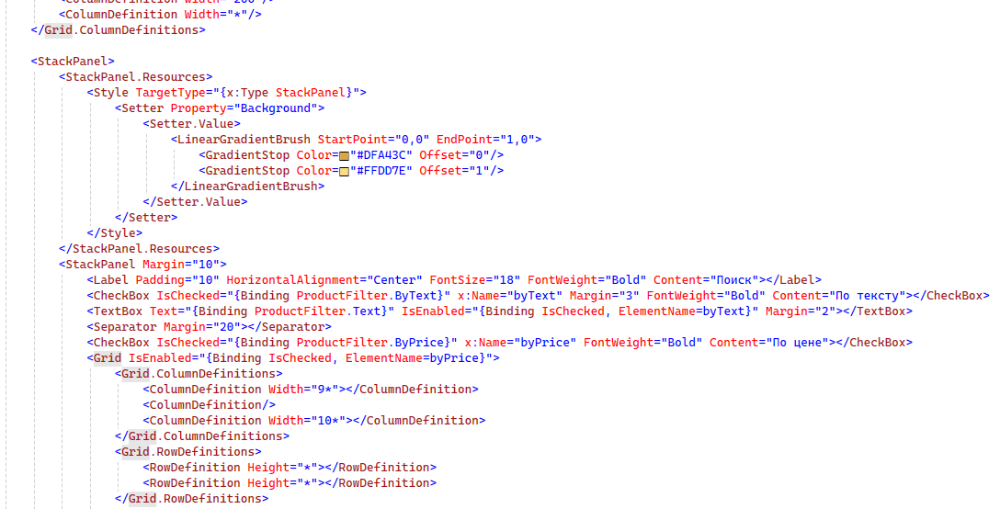 <ColumnDefinition Width="200"/>
<ColumnDefinition Width="*"/>
</Grid.ColumnDefinitions>
<StackPanel>
<StackPanel.Resources>
<Style TargetType="{x:Type StackPanel}">
<Setter Property="Background">
<Setter.Value>
<LinearGradientBrush StartPoint="0,0" EndPoint="1,0">
<GradientStop Color="#DFA43C" Offset="0"/>
<GradientStop Color="#FFDD7E" Offset="1"/>
</LinearGradientBrush>
</Setter.Value>
</Setter>
</Style>
</StackPanel.Resources>
<StackPanel Margin="10">
<Label Padding="10" HorizontalAlignment="Center" FontSize="18" FontWeight="Bold" Content="Поиск"></Label>
<CheckBox IsChecked="{Binding ProductFilter.ByText}" x:Name="byText" Margin="3" FontWeight="Bold" Content="По тексту"></CheckBox>
<TextBox Text="{Binding ProductFilter.Text}" IsEnabled="{Binding IsChecked, ElementName=byText}" Margin="2"></TextBox>
<Separator Margin="20"></Separator>
<CheckBox IsChecked="{Binding ProductFilter.ByPrice}" x:Name="byPrice" FontWeight="Bold" Content="По цене"></CheckBox>
<Grid IsEnabled="{Binding IsChecked, ElementName=byPrice}">
<Grid.ColumnDefinitions>
<ColumnDefinition Width="9*"></ColumnDefinition>
<ColumnDefinition/>
<ColumnDefinition Width="10*"></ColumnDefinition>
</Grid.ColumnDefinitions>
<Grid.RowDefinitions>
<RowDefinition Height="*"></RowDefinition>
<RowDefinition Height="*"></RowDefinition>
</Grid.RowDefinitions>